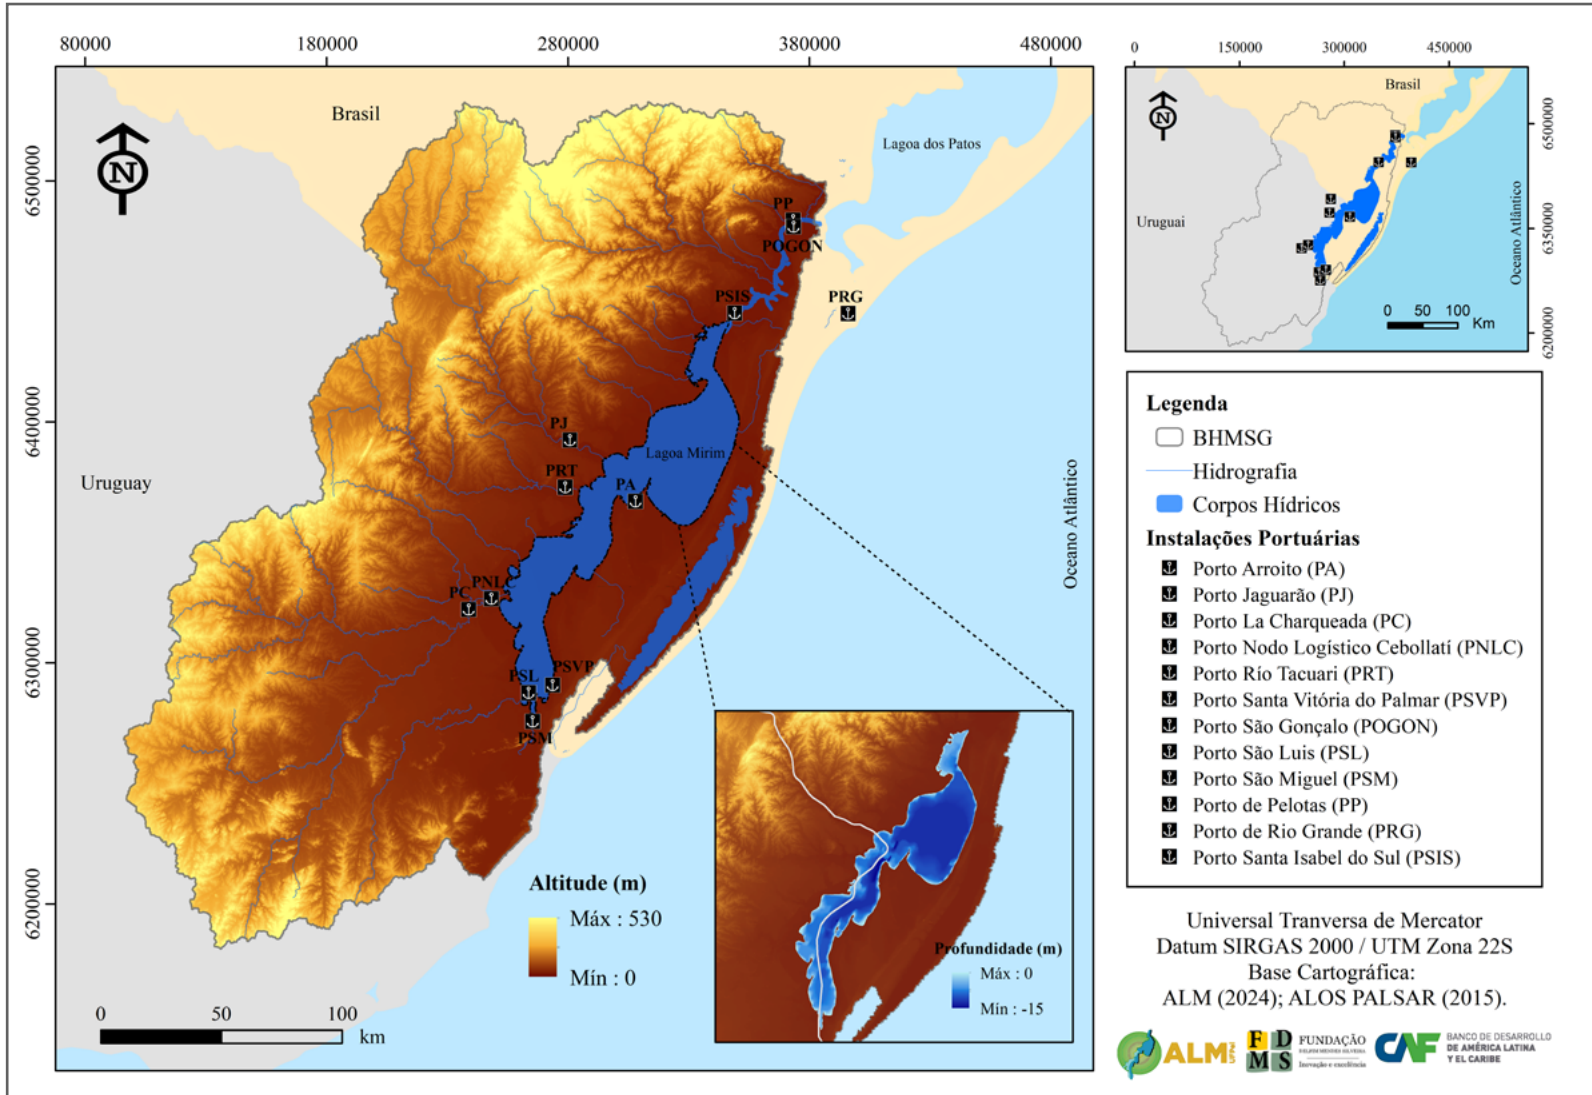 80000
180000
280000
380000
480000
6500000
6400000
6300000
6200000
Brasil
Lagoa dos Patos
Uruguay
Oceano Atlântico
Lagoa Mirim
N
PP
POGON
PSIS
PRG
PJ
PRT
PA
PNLC
PC
PSVP
PSL
PSM
Altitude (m)
Máx : 530
Mín : 0
0 50 100
km
Profundidade (m)
Máx : 0
Mín : -15
0 150000 300000 450000
6500000
6350000
6200000
N
Brasil
Uruguai
Oceano Atlântico
0 50 100
Km
Legenda
BHMSG
Hidrografia
Corpos Hídricos
Instalações Portuárias
Porto Arroito (PA)
Porto Jaguarão (PJ)
Porto La Charqueada (PC)
Porto Nodo Logístico Cebollatí (PNLC)
Porto Río Tacuari (PRT)
Porto Santa Vitória do Palmar (PSVP)
Porto São Gonçalo (POGON)
Porto São Luis (PSL)
Porto São Miguel (PSM)
Porto de Pelotas (PP)
Porto de Rio Grande (PRG)
Porto Santa Isabel do Sul (PSIS)
Universal Tranversa de Mercator
Datum SIRGAS 2000 / UTM Zona 22S
Base Cartográfica:
ALM (2024); ALOS PALSAR (2015).
ALM
UFPel
F D
M S
FUNDAÇÃO
DELFIM MENDES SILVEIRA
Inovação e excelência
CAF
BANCO DE DESARROLLO
DE AMÉRICA LATINA
Y EL CARIBE